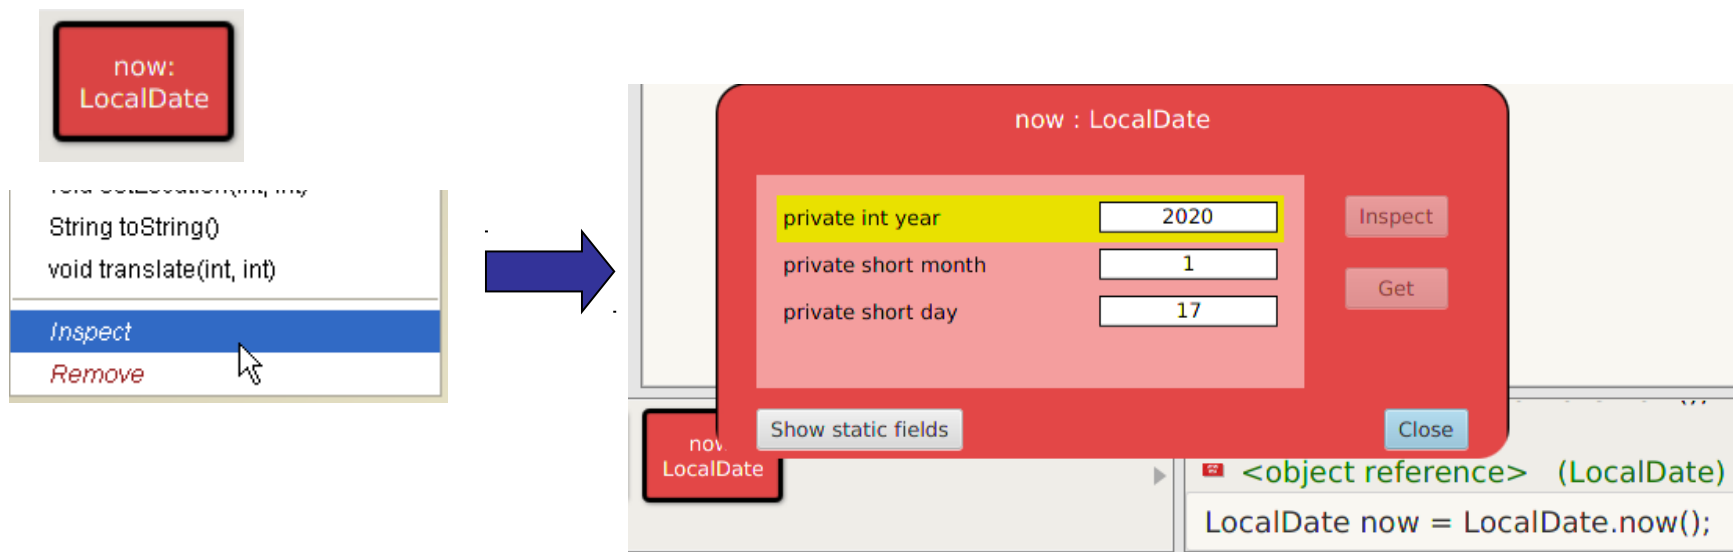 now:
LocalDate
String toString()
void translate(int, int)
Inspect
Remove
now : LocalDate
private int year 2020
private short month 1
private short day 17
Inspect
Get
Show static fields
Close
LocalDate
<object reference> (LocalDate)
LocalDate now = LocalDate.now();